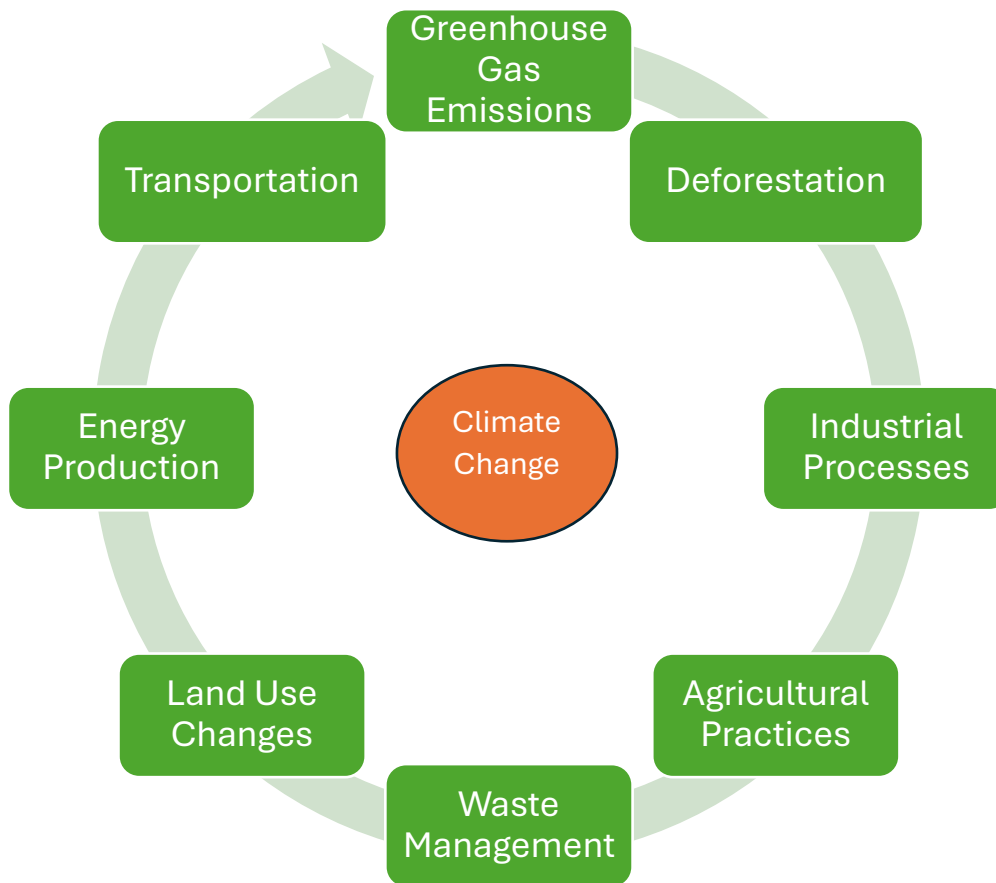 Greenhouse
Gas
Emissions
Deforestation
Industrial
Processes
Agricultural
Practices
Waste
Management
Land Use
Changes
Energy
Production
Transportation
Climate
Change